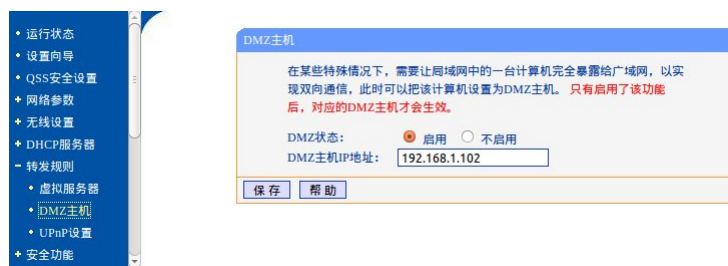 运行状态
设置向导
QSS安全设置
网络参数
无线设置
DHCP服务器
转发规则
虚拟服务器
DMZ主机
UPnP设置
安全功能
DMZ主机
在某些特殊情况下，需要让局域网中的一台计算机完全暴露给广域网，以实
现双向通信，此时可以把该计算机设置为DMZ主机。只有启用了该功能
后，对应的DMZ主机才会生效。
DMZ状态： 启用 不启用
DMZ主机IP地址： 192.168.1.102
保存 帮助